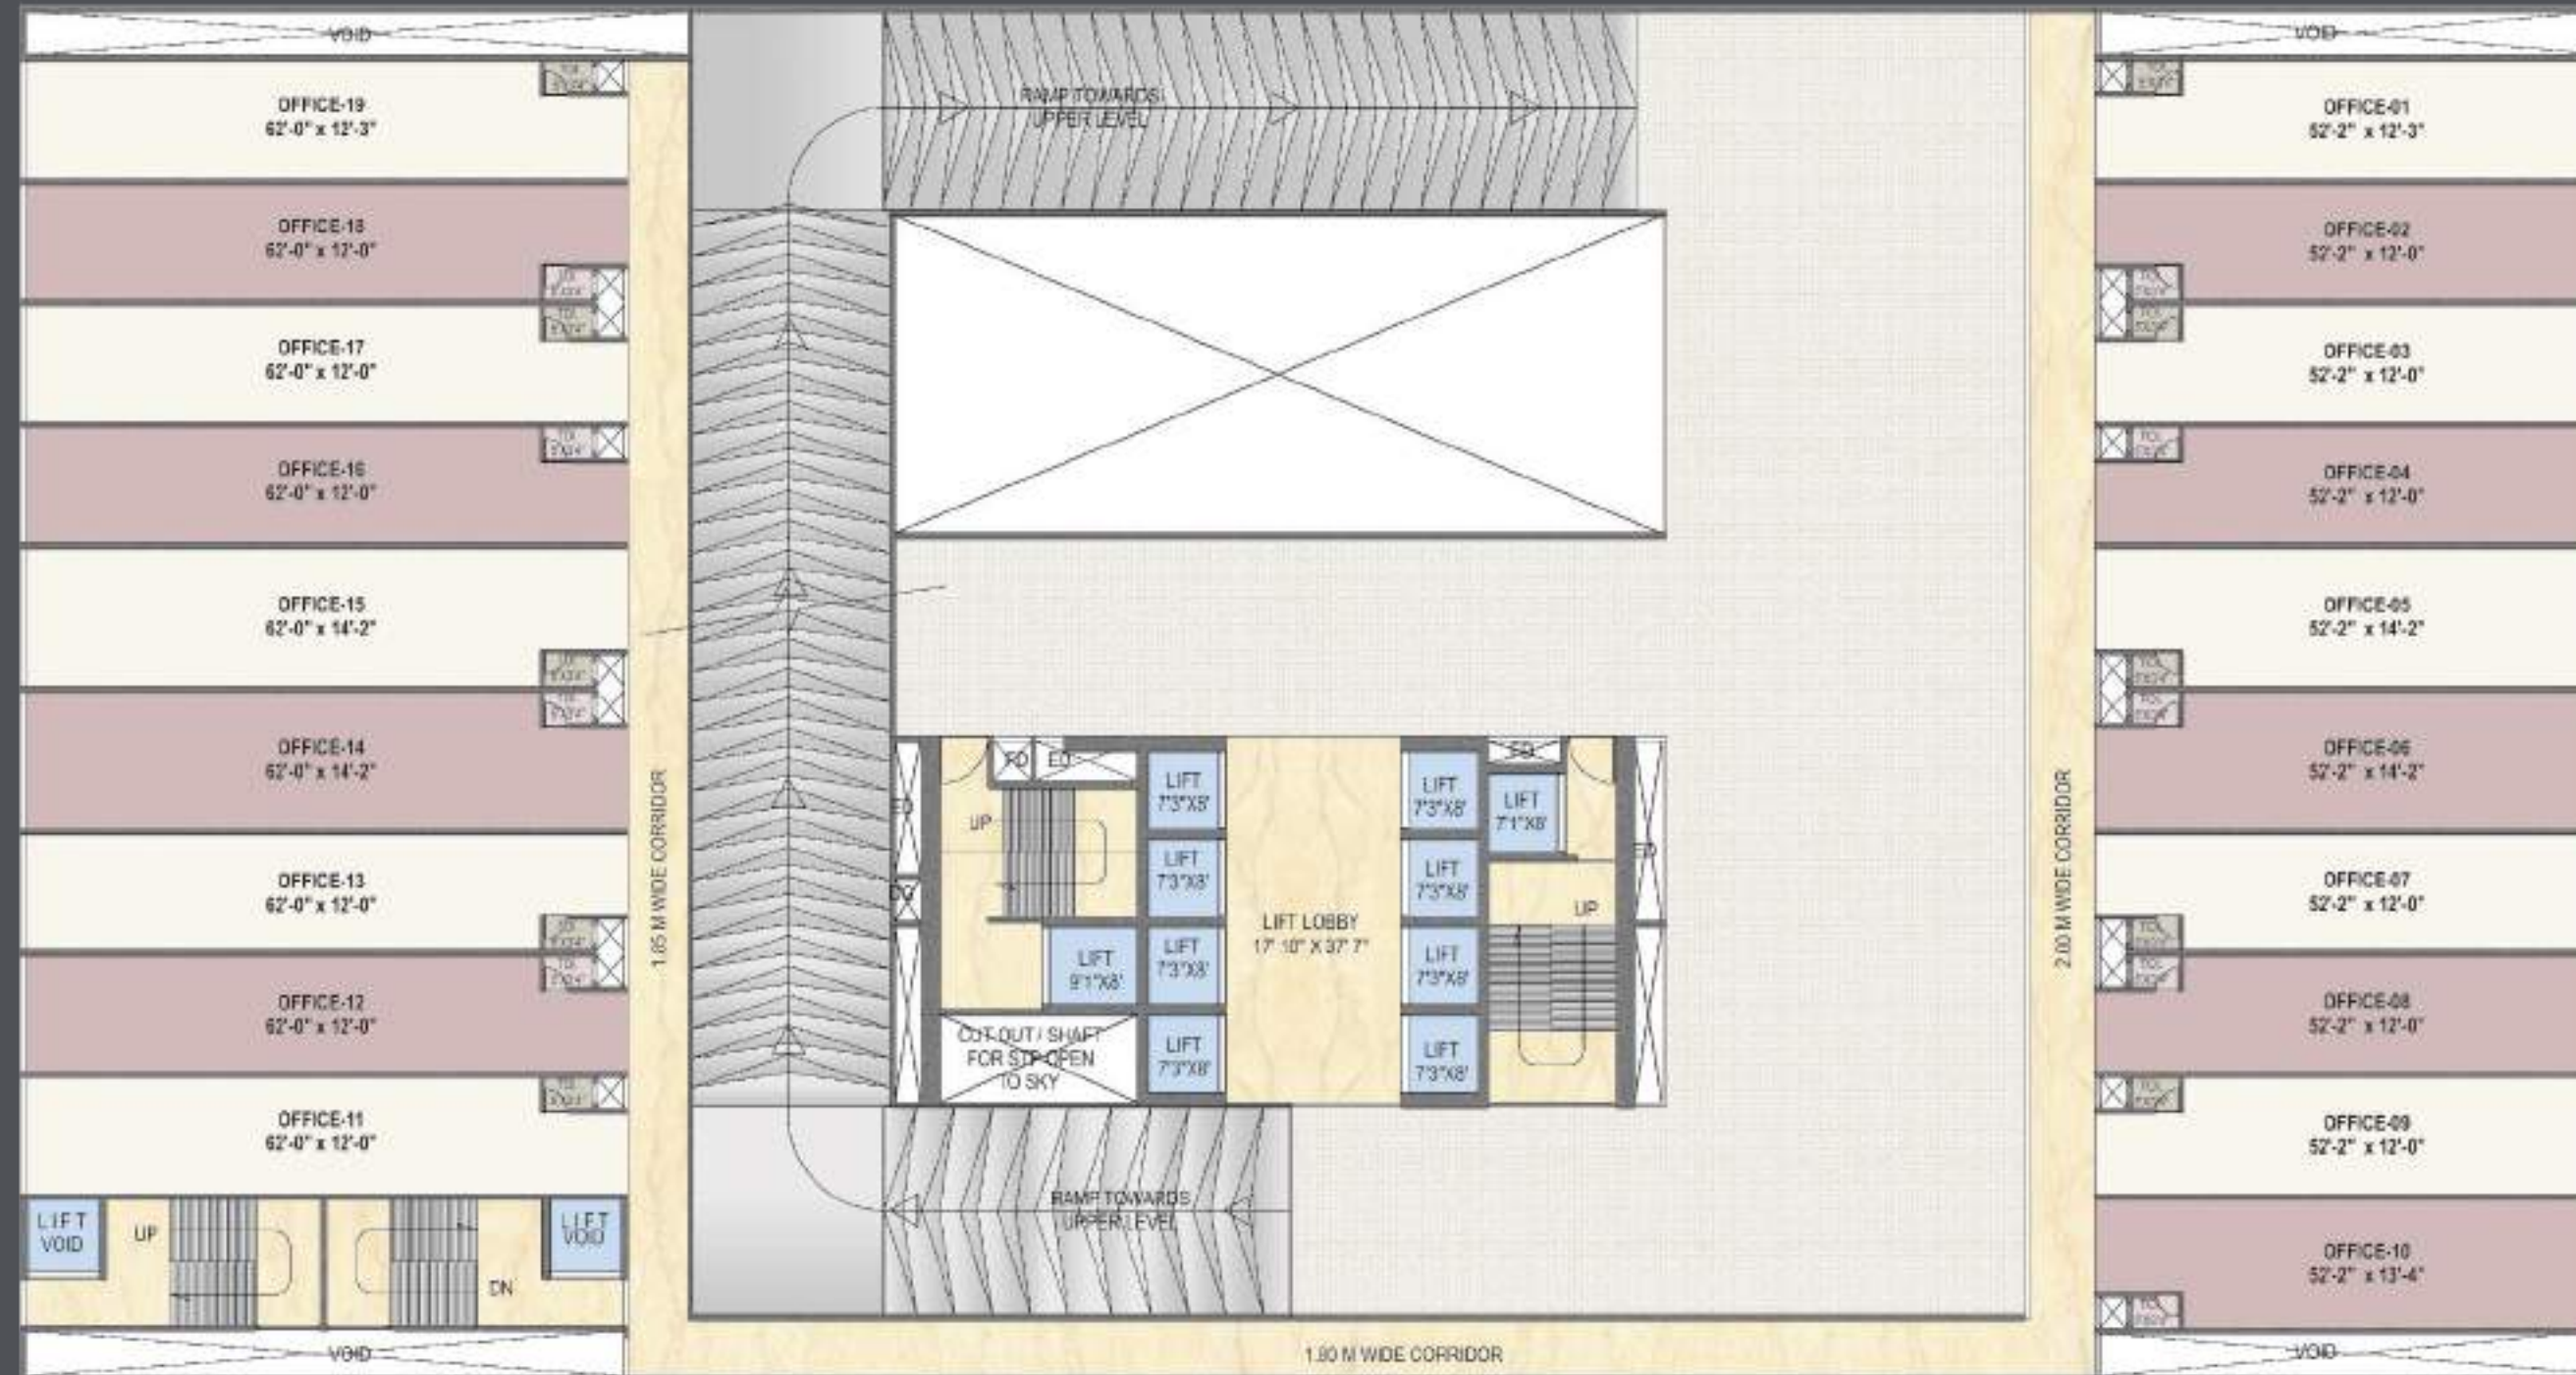 VOID
OFFICE-19
62'-0" x 12'-3"
OFFICE-18
62'-0" x 12'-0"
OFFICE-17
62'-0" x 12'-0"
OFFICE-16
62'-0" x 12'-0"
OFFICE-15
62'-0" x 14'-2"
OFFICE-14
62'-0" x 14'-2"
OFFICE-13
62'-0" x 12'-0"
OFFICE-12
62'-0" x 12'-0"
OFFICE-11
62'-0" x 12'-0"
LIFT
VOID
UP
DN
LIFT
VOID
VOID
1.85 M WIDE CORRIDOR
RAMP TOWARDS
UPPER LEVEL
FD
ED
ED
UP
LIFT
7'3"X8'
LIFT
7'3"X8'
LIFT
7'3"X8'
LIFT
7'3"X8'
LIFT
9'1"X8'
CUT OUT / SHAFT
FOR STP OPEN
TO SKY
LIFT LOBBY
17' 10" X 37' 7"
LIFT
7'3"X8'
LIFT
7'3"X8'
LIFT
7'3"X8'
LIFT
7'3"X8'
LIFT
7'1"X8'
UP
ED
RAMP TOWARDS
UPPER LEVEL
1.80 M WIDE CORRIDOR
2.00 M WIDE CORRIDOR
VOID
OFFICE-01
52'-2" x 12'-3"
OFFICE-02
52'-2" x 12'-0"
OFFICE-03
52'-2" x 12'-0"
OFFICE-04
52'-2" x 12'-0"
OFFICE-05
52'-2" x 14'-2"
OFFICE-06
52'-2" x 14'-2"
OFFICE-07
52'-2" x 12'-0"
OFFICE-08
52'-2" x 12'-0"
OFFICE-09
52'-2" x 12'-0"
OFFICE-10
52'-2" x 13'-4"
VOID